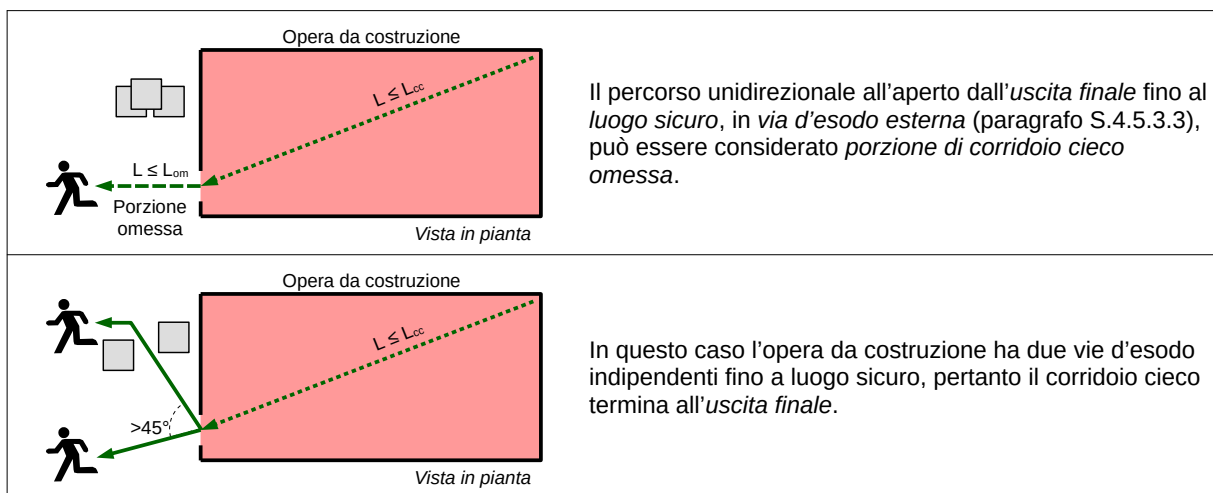 Opera da costruzione
L ≤ Lcc
L ≤ Lom
Porzione
omessa
Vista in pianta
Il percorso unidirezionale all'aperto dall'uscita finale fino al
luogo sicuro, in via d'esodo esterna (paragrafo S.4.5.3.3),
può essere considerato porzione di corridoio cieco
omessa.
Opera da costruzione
L ≤ Lcc
>45°
Vista in pianta
In questo caso l'opera da costruzione ha due vie d'esodo
indipendenti fino a luogo sicuro, pertanto il corridoio cieco
termina all'uscita finale.